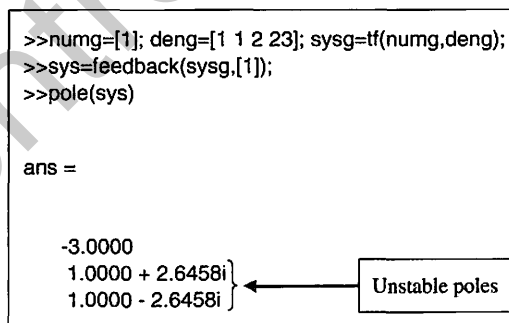 >>numg=[1]; deng=[1 1 2 23]; sysg=tf(numg,deng);
>>sys=feedback(sysg,[1]);
>>pole(sys)
ans =
-3.0000
1.0000 + 2.6458i
1.0000 - 2.6458i
Unstable poles